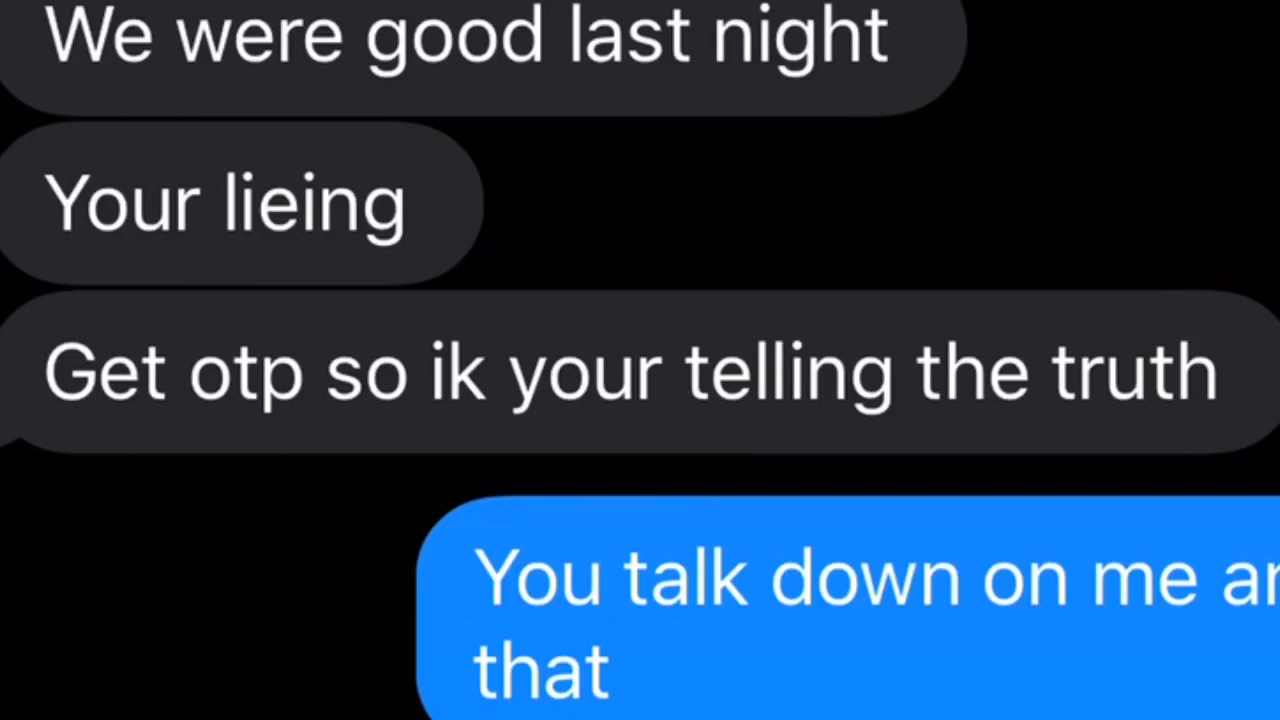 We were good last night
Your lieing
Get otp so ik your telling the truth
You talk down on me
that